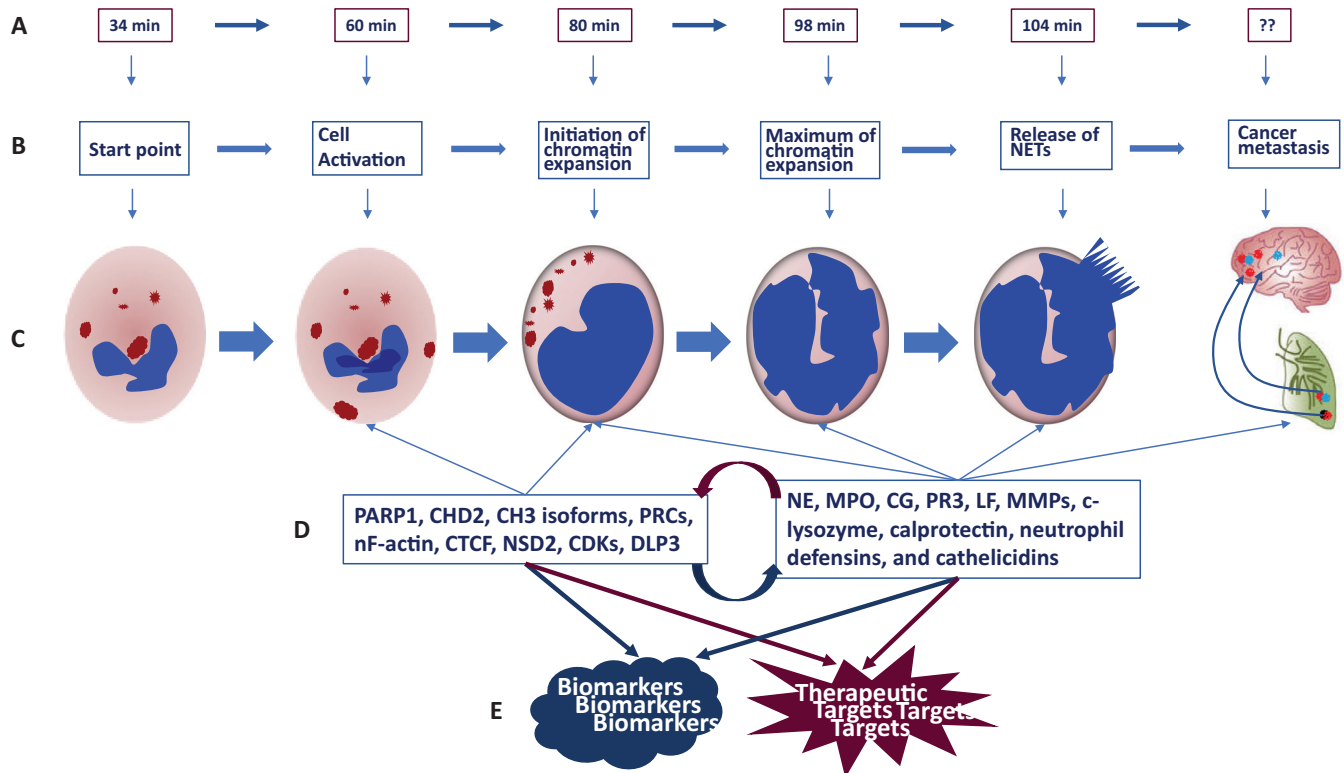 A
34 min
60 min
80 min
98 min
104 min
??
B
Start point
Cell
Activation
Initiation of
chromatin
expansion
Maximum of
chromatin
expansion
Release of
NETs
Cancer
metastasis
C
D
PARP1, CHD2, CH3 isoforms, PRCs,
nF-actin, CTCF, NSD2, CDKs, DLP3
NE, MPO, CG, PR3, LF, MMPs, c-
lysozyme, calprotectin, neutrophil
defensins, and cathelicidins
E
Biomarkers
Biomarkers
Biomarkers
Therapeutic
Targets Targets
Targets